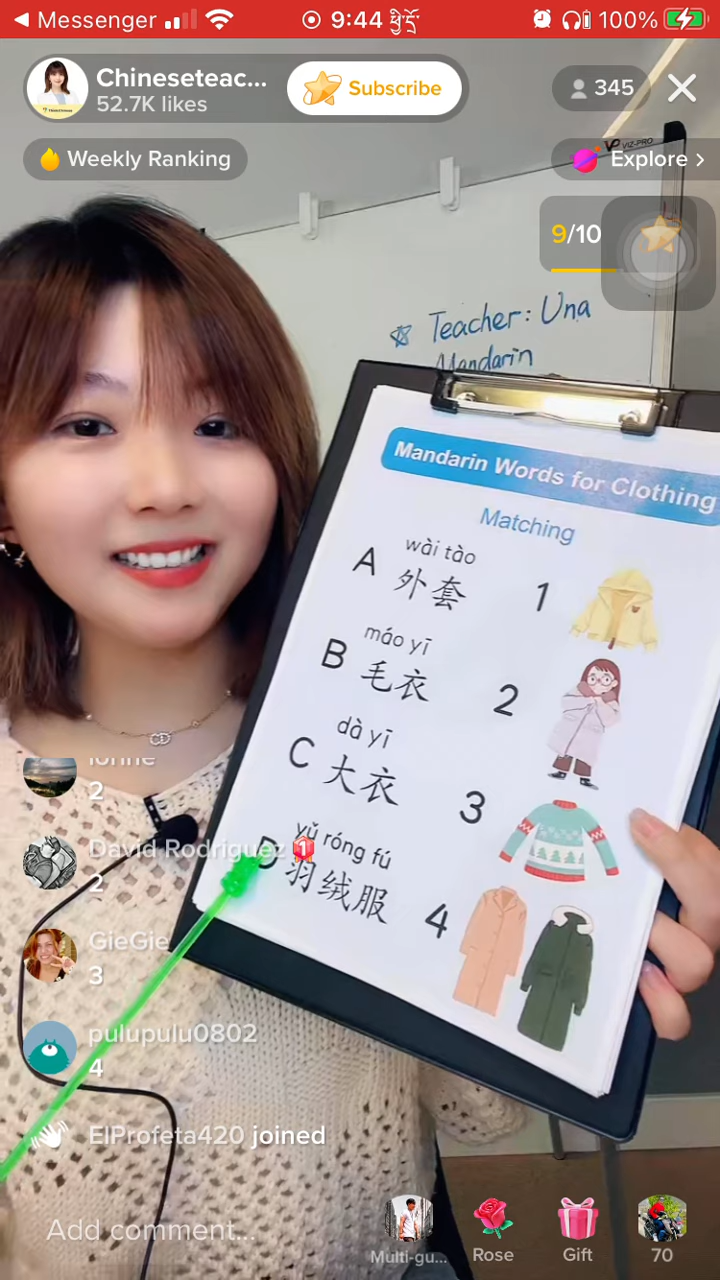 Messenger
9:44
100%
Chineseteac...
52.7K likes
Subscribe
345
Weekly Ranking
VIZ-PRO
Explore
9/10
Teacher: Una
Mandarin
Mandarin Words for Clothing
Matching
wài tào
A 外套 1
máo yī
B 毛衣 2
dà yī
C 大衣 3
yǔ róng fú
D 羽绒服 4
2
David Rodriguez 1
2
GieGie
3
pulupulu0802
4
ElProfeta420 joined
Add comment...
Multi-gu...
Rose
Gift
70